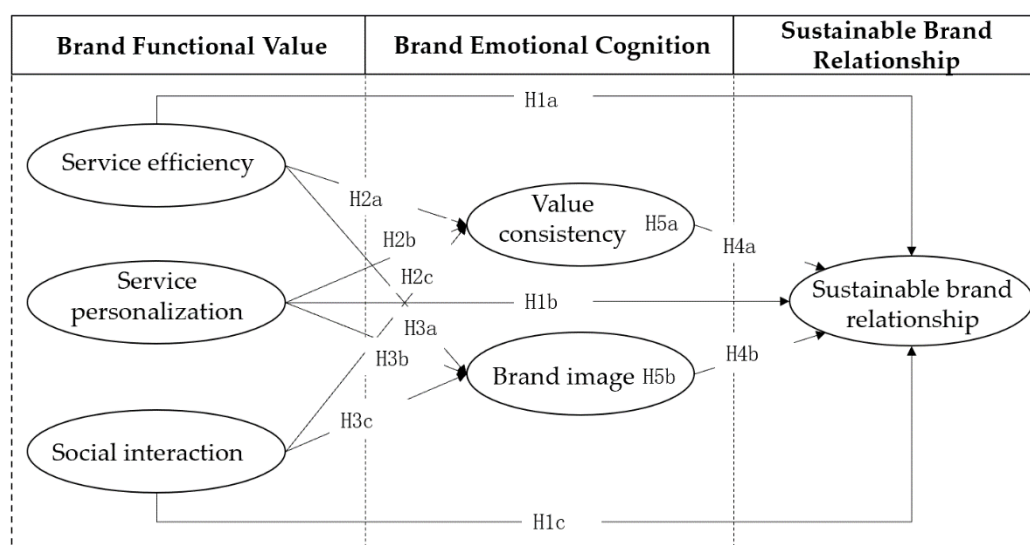 Brand Functional Value
Brand Emotional Cognition
Sustainable Brand
Relationship
H1a
Service efficiency
H2a
Value
consistency
H5a
H2b
H4a
H2c
Service
personalization
H1b
Sustainable brand
relationship
H3a
H3b
Brand image
H5b
H4b
H3c
Social interaction
H1c